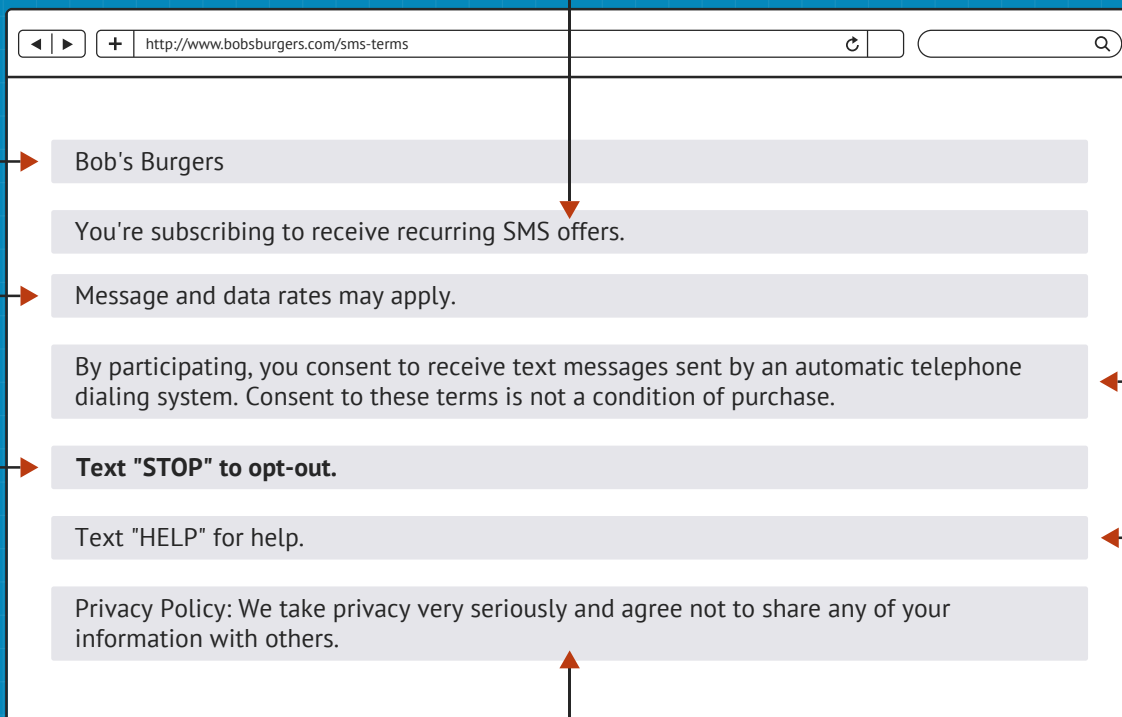 http://www.bobsburgers.com/sms-terms
Bob's Burgers
You're subscribing to receive recurring SMS offers.
Message and data rates may apply.
By participating, you consent to receive text messages sent by an automatic telephone
dialing system. Consent to these terms is not a condition of purchase.
Text "STOP" to opt-out.
Text "HELP" for help.
Privacy Policy: We take privacy very seriously and agree not to share any of your
information with others.